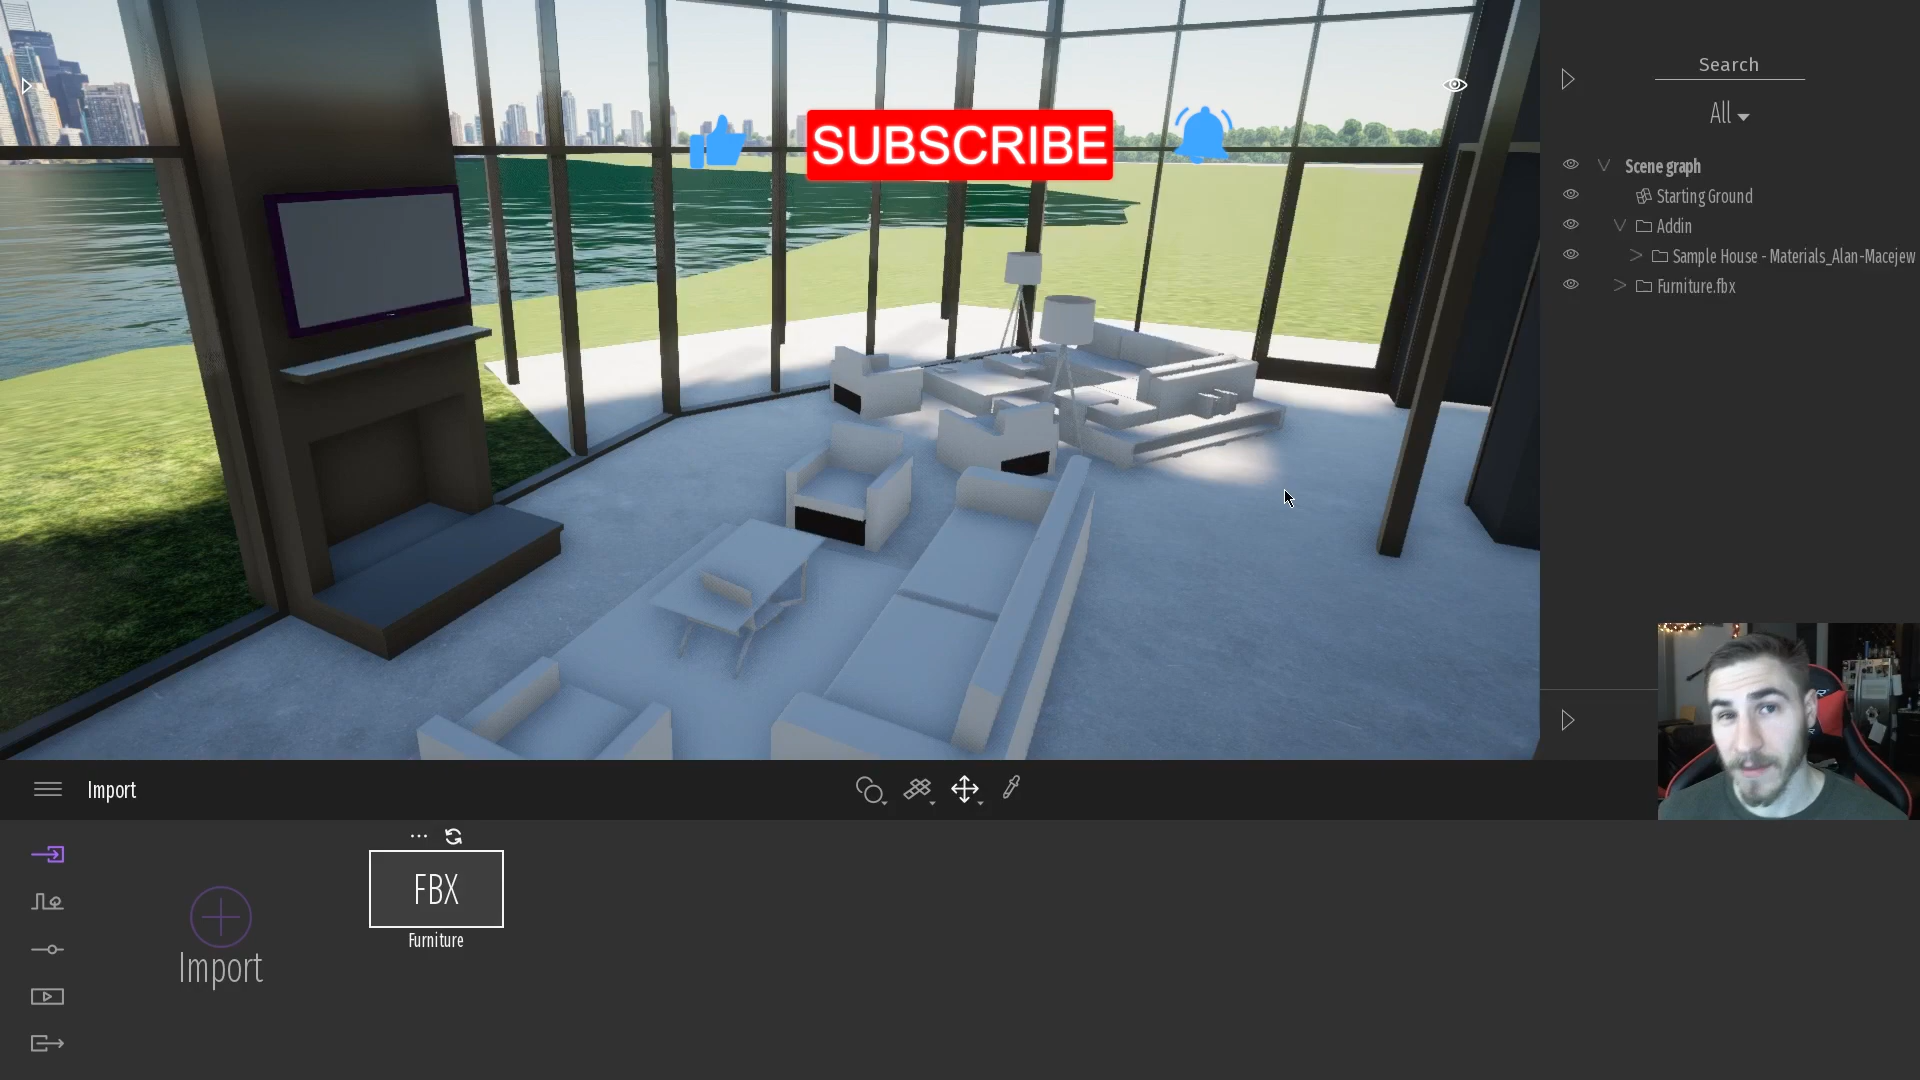 Search
All
SUBSCRIBE
Scene graph
Starting Ground
Addin
Sample House - Materials_Alan-Macejew
Furniture.fbx
Import
FBX
Furniture
Import